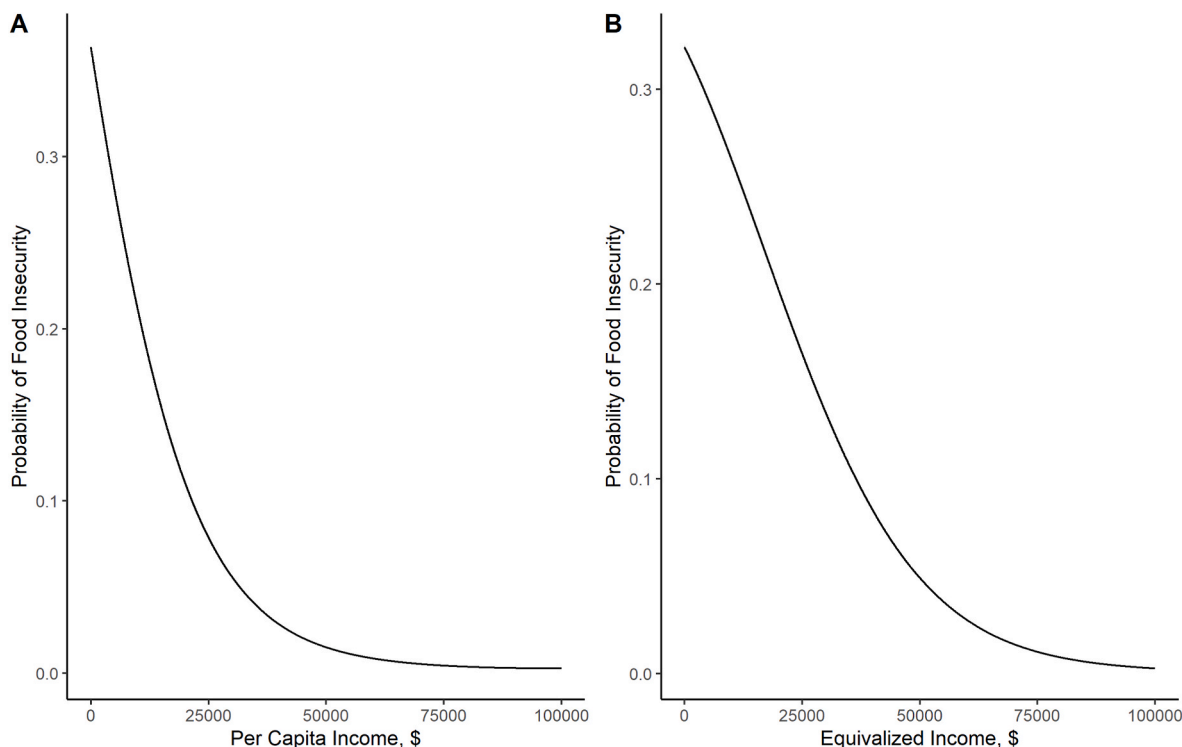 A
Probability of Food Insecurity
0.3
0.2
0.1
0.0
0 25000 50000 75000 100000
Per Capita Income, $
B
Probability of Food Insecurity
0.3
0.2
0.1
0.0
0 25000 50000 75000 100000
Equivalized Income, $